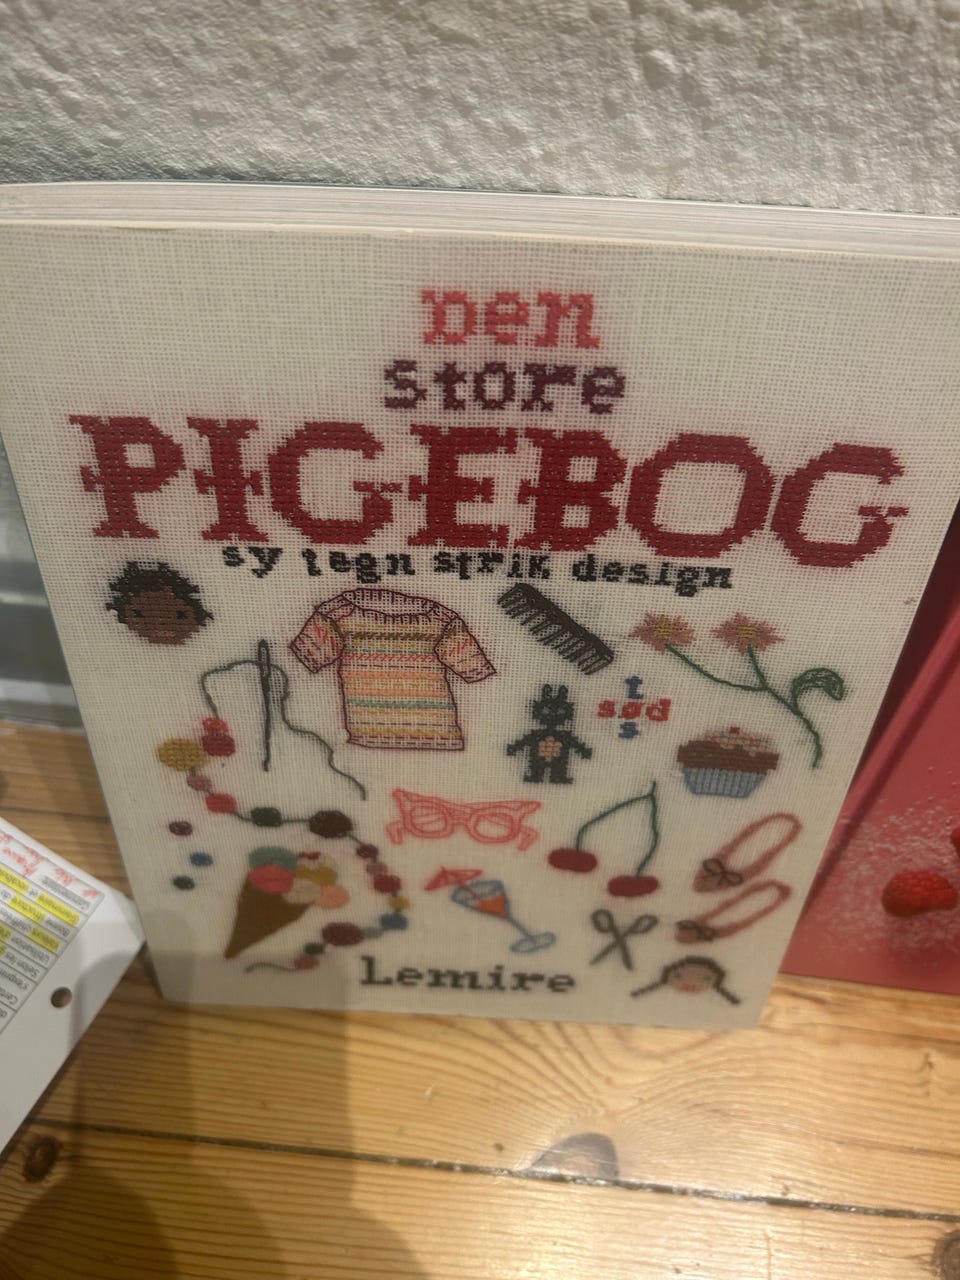 Den
store
PIGEBOG
sy tegn strik design
t
sød
s
Lemire